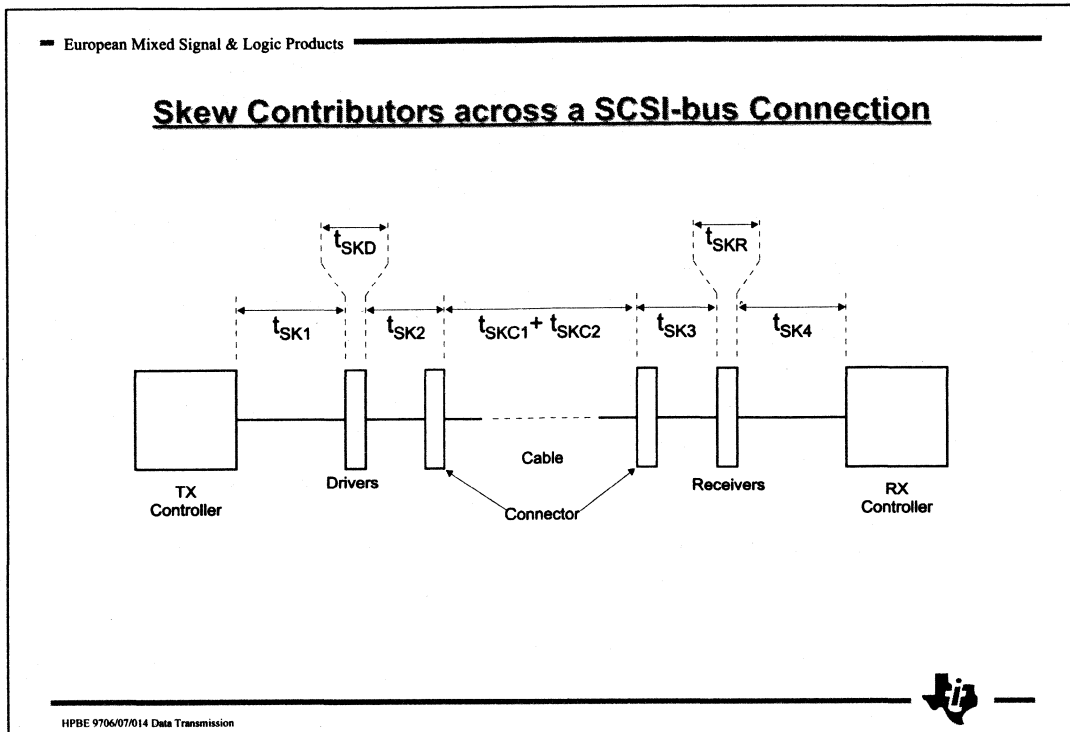 European Mixed Signal & Logic Products
Skew Contributors across a SCSI-bus Connection
tSKD
tSKR
tSK1
tSK2
tSKC1+ tSKC2
tSK3
tSK4
Cable
TX
Controller
Drivers
Connector
Receivers
RX
Controller
HPBE 9706/07/014 Data Transmission